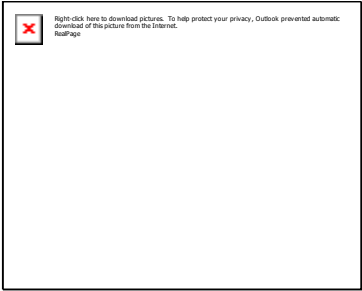 Right-click here to download pictures. To help protect your privacy, Outlook prevented automatic
download of this picture from the Internet.
RealPage